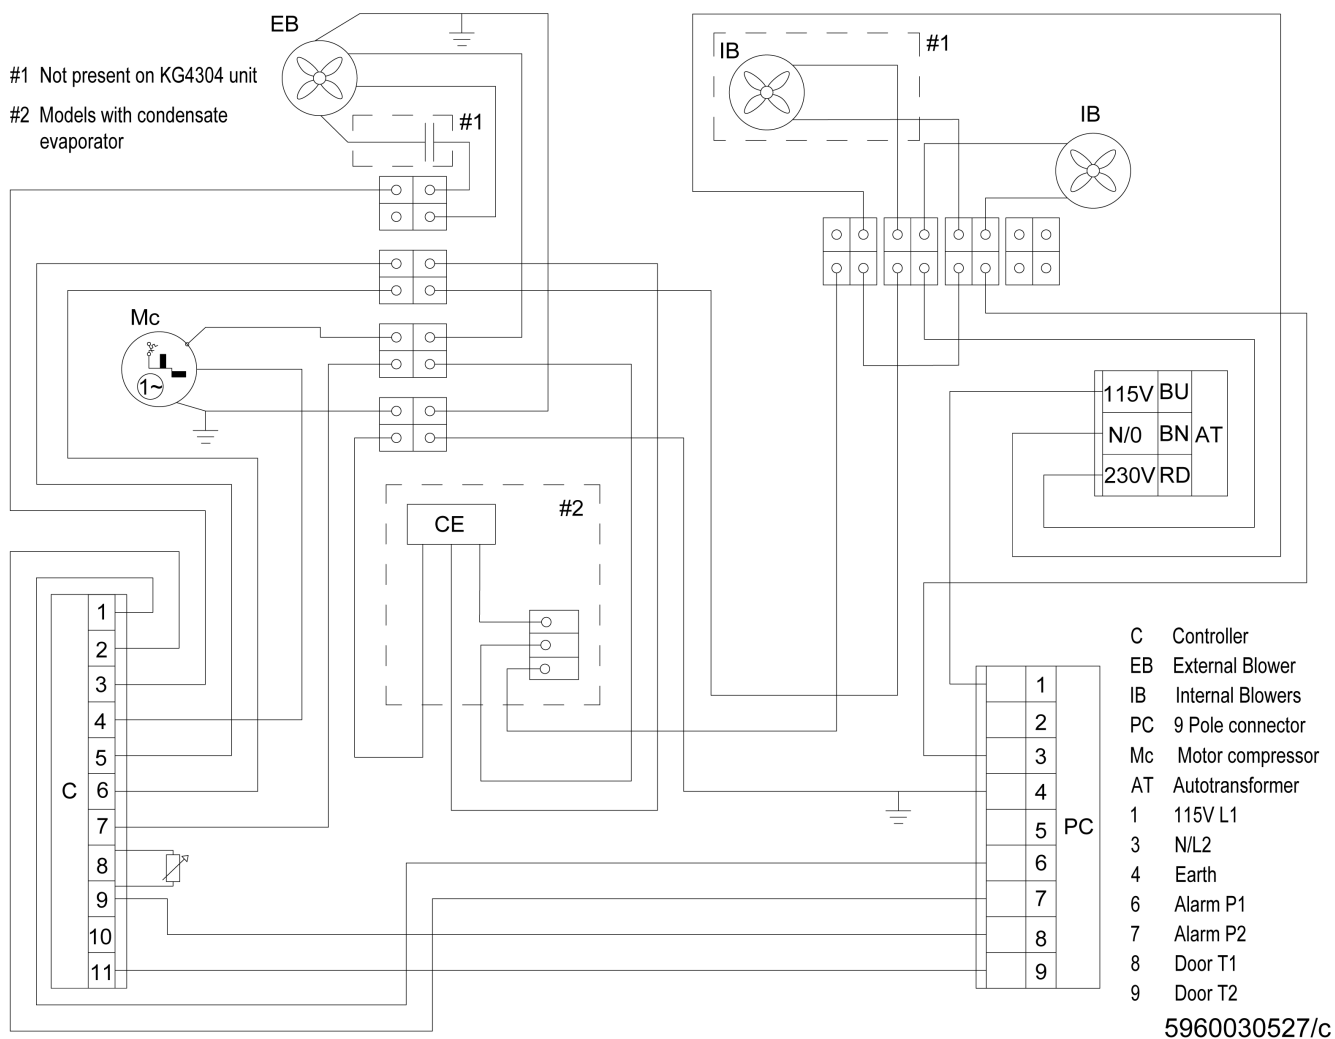 EB
#1 Not present on KG4304 unit
#2 Models with condensate
evaporator
#1
IB
#1
IB
Mc
1~
115V BU
N/0 BN AT
230V RD
#2
CE
C
1
2
3
4
5
6
7
8
9
10
11
PC
1
2
3
4
5
6
7
8
9
C Controller
EB External Blower
IB Internal Blowers
PC 9 Pole connector
Mc Motor compressor
AT Autotransformer
1 115V L1
3 N/L2
4 Earth
6 Alarm P1
7 Alarm P2
8 Door T1
9 Door T2
5960030527/c